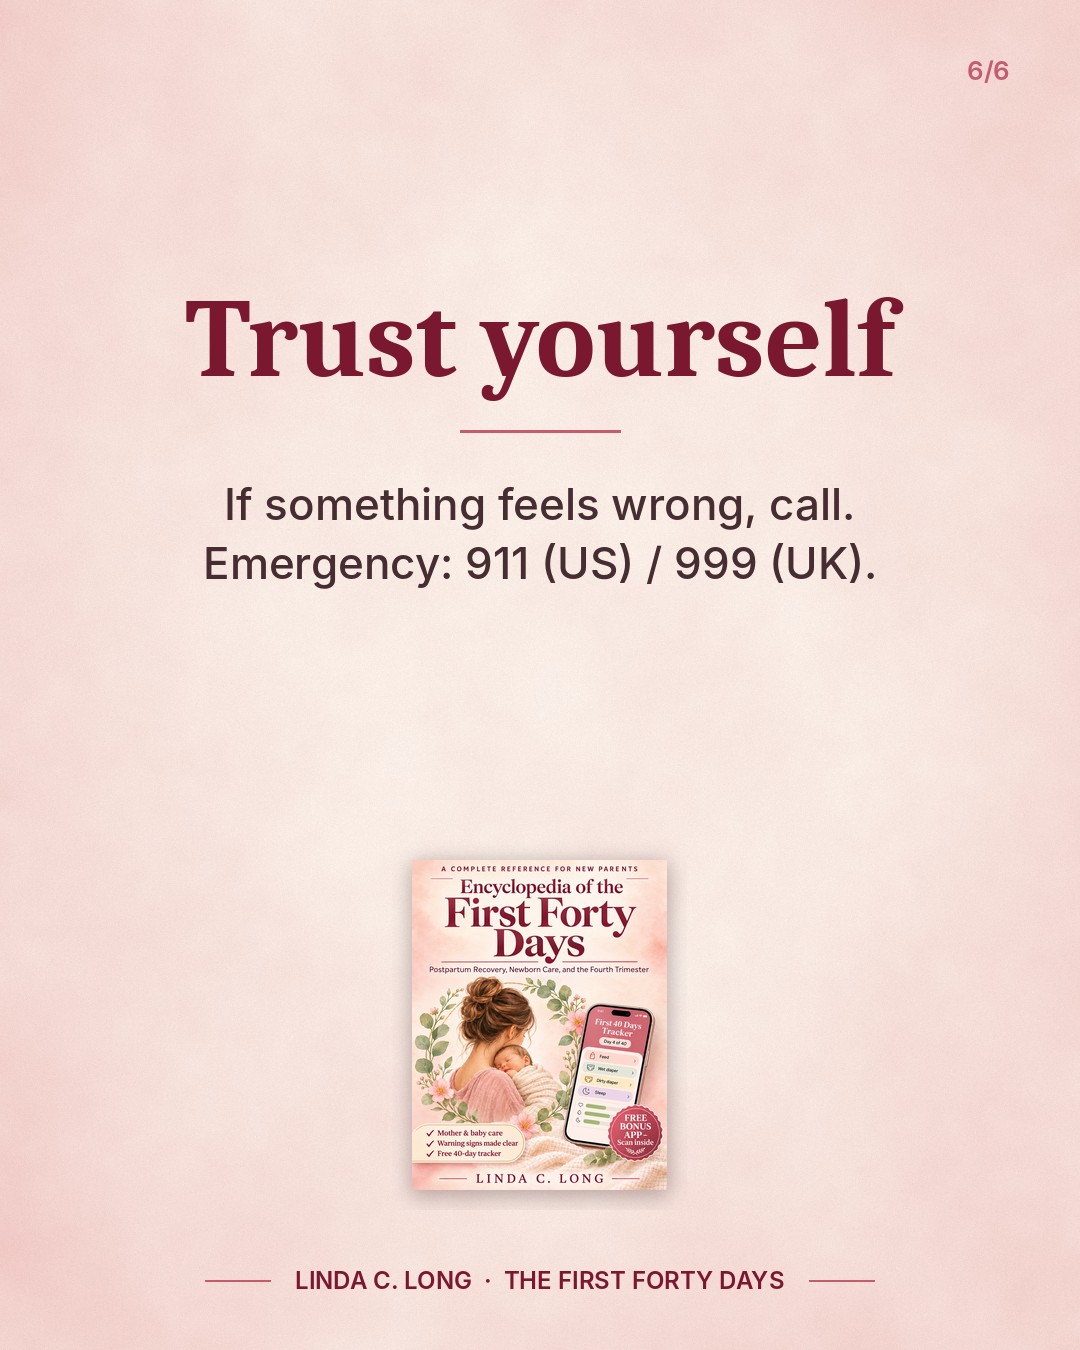 6/6
Trust yourself
If something feels wrong, call.
Emergency: 911 (US) / 999 (UK).
A COMPLETE REFERENCE FOR NEW PARENTS
Encyclopedia of the
First Forty
Days
Postpartum Recovery, Newborn Care, and the Fourth Trimester
First 40 Days
Tracker
Day 4 of 40
Feed
Wet diaper
Dirty diaper
Sleep
FREE
BONUS
APP –
Scan inside
Mother & baby care
Warning signs made clear
Free 40-day tracker
LINDA C. LONG
LINDA C. LONG · THE FIRST FORTY DAYS